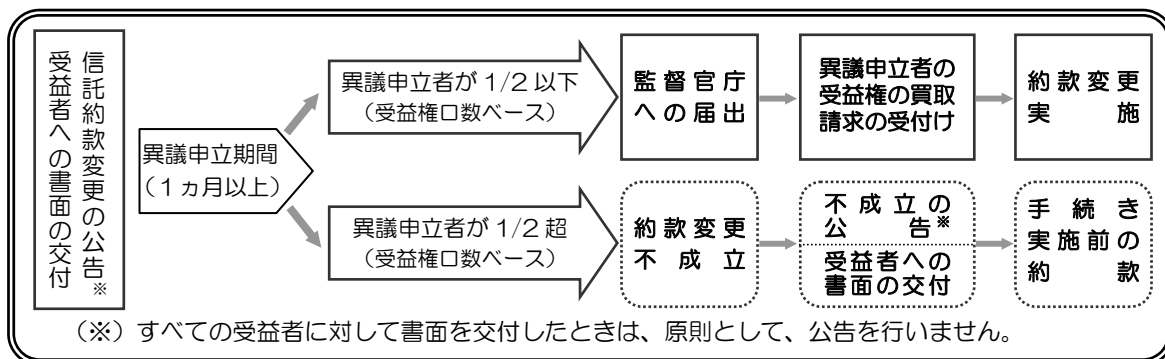 信託約款変更の公告※
受益者への書面の交付
異議申立期間
（１ヵ月以上）
異議申立者が 1/2 以下
（受益権口数ベース）
監督官庁
への届出
異議申立者の
受益権の買取
請求の受付け
約款変更
実施
異議申立者が 1/2 超
（受益権口数ベース）
約款変更
不成立
不成立の
公告※
受益者への
書面の交付
手続き
実施前の
約款
（※）すべての受益者に対して書面を交付したときは、原則として、公告を行いません。